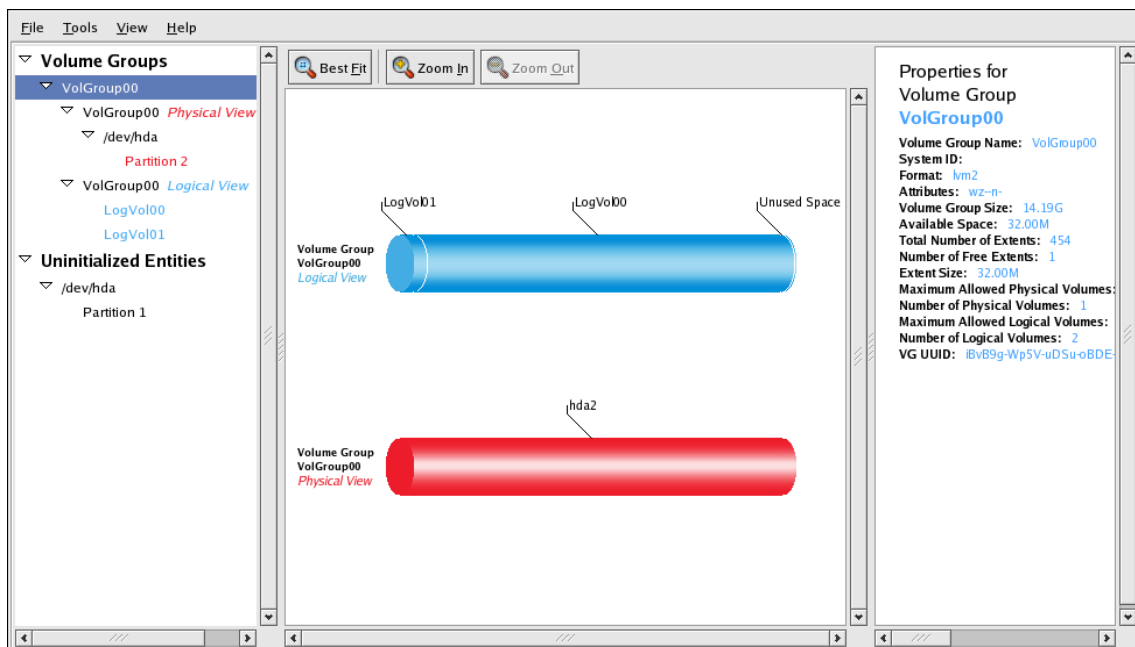 File Tools View Help
Volume Groups
VolGroup00
VolGroup00 Physical View
/dev/hda
Partition 2
VolGroup00 Logical View
LogVol00
LogVol01
Uninitialized Entities
/dev/hda
Partition 1
Best Fit Zoom In Zoom Out
LogVol01 LogVol00 Unused Space
Volume Group
VolGroup00
Logical View
hda2
Volume Group
VolGroup00
Physical View
Properties for
Volume Group
VolGroup00
Volume Group Name: VolGroup00
System ID:
Format: lvm2
Attributes: wz--n-
Volume Group Size: 14.19G
Available Space: 32.00M
Total Number of Extents: 454
Number of Free Extents: 1
Extent Size: 32.00M
Maximum Allowed Physical Volumes:
Number of Physical Volumes: 1
Maximum Allowed Logical Volumes:
Number of Logical Volumes: 2
VG UUID: iBvB9g-Wp5V-uDSu-oBDE-